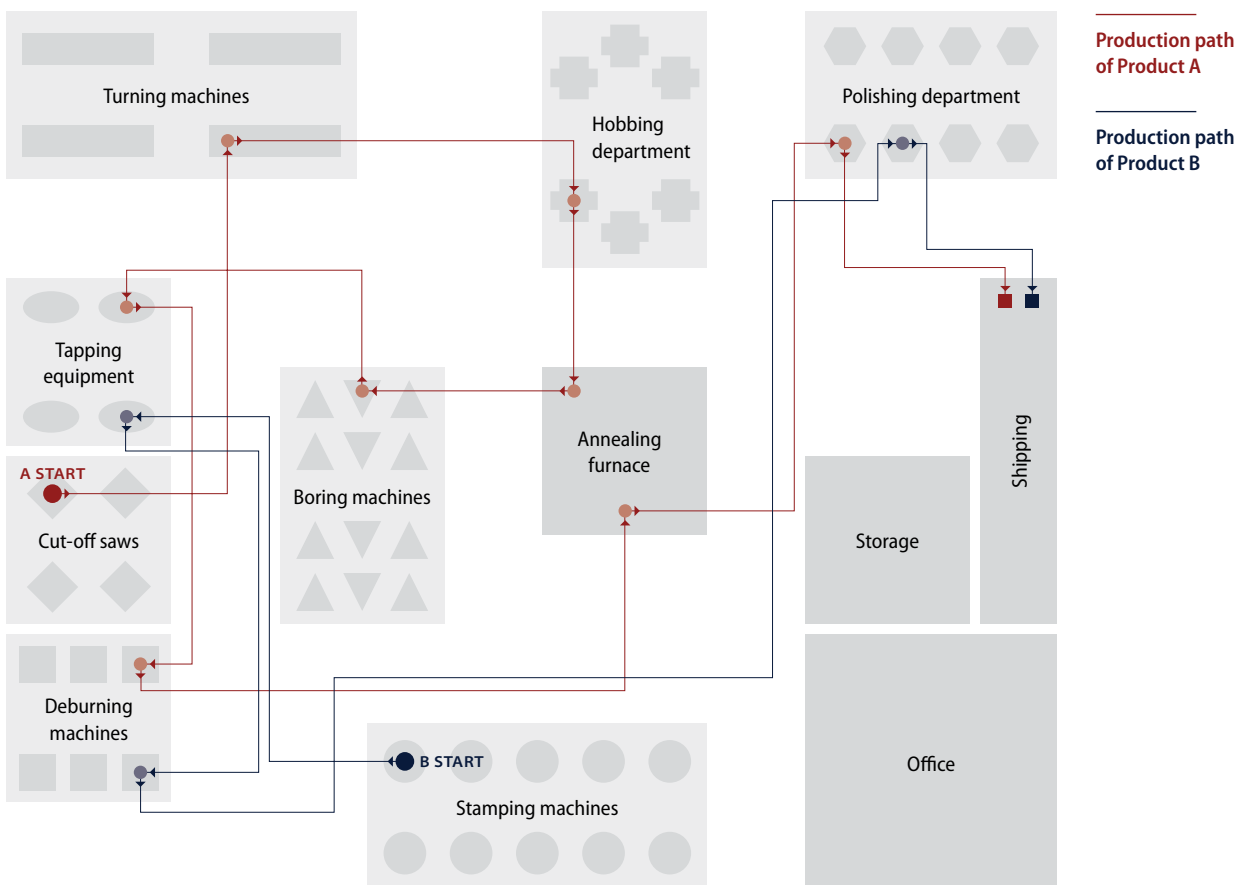 Production path
of Product A
Production path
of Product B
Turning machines
Hobbing
department
Polishing department
Tapping
equipment
A START
Cut-off saws
Boring machines
Annealing
furnace
Storage
Shipping
Deburning
machines
B START
Stamping machines
Office